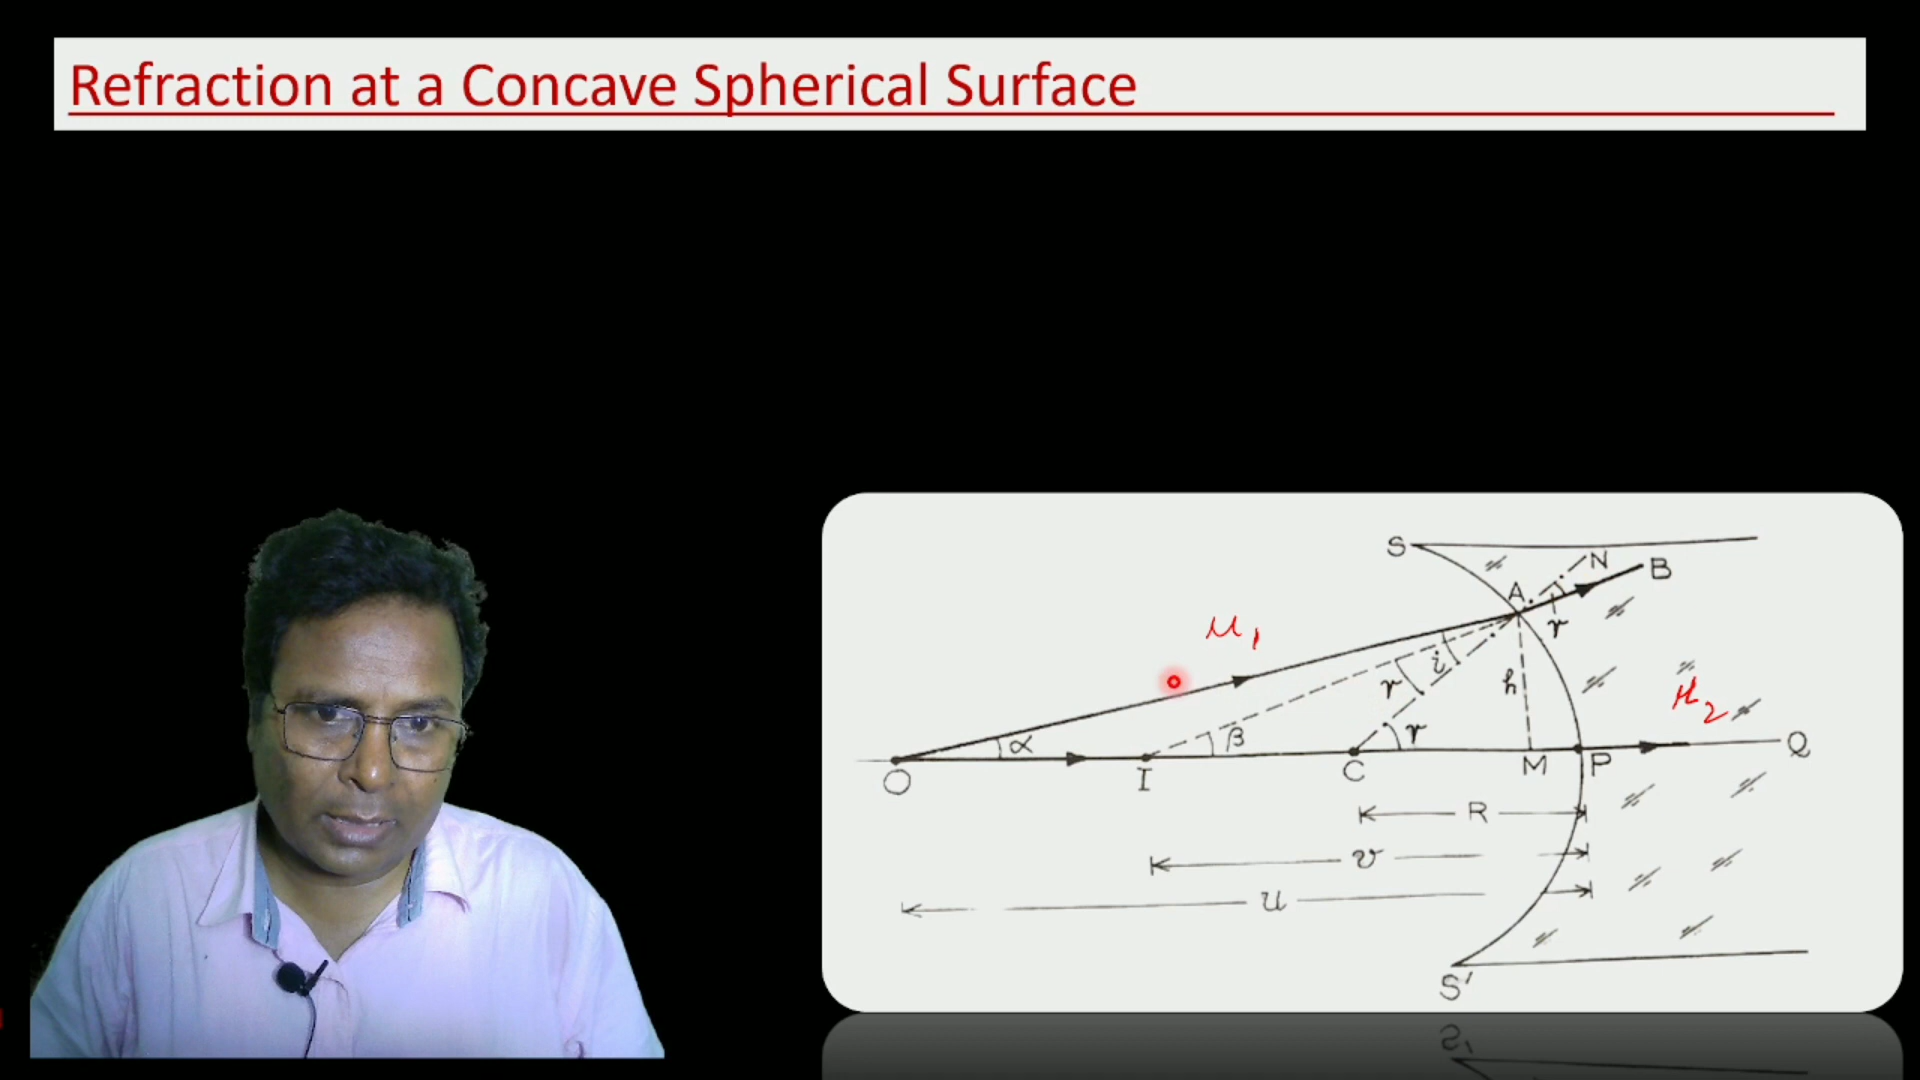 Refraction at a Concave Spherical Surface
S
N
B
A
r
μ₁
i
r
h
μ₂
α
β
γ
O
I
C
M
P
Q
R
v
u
S'